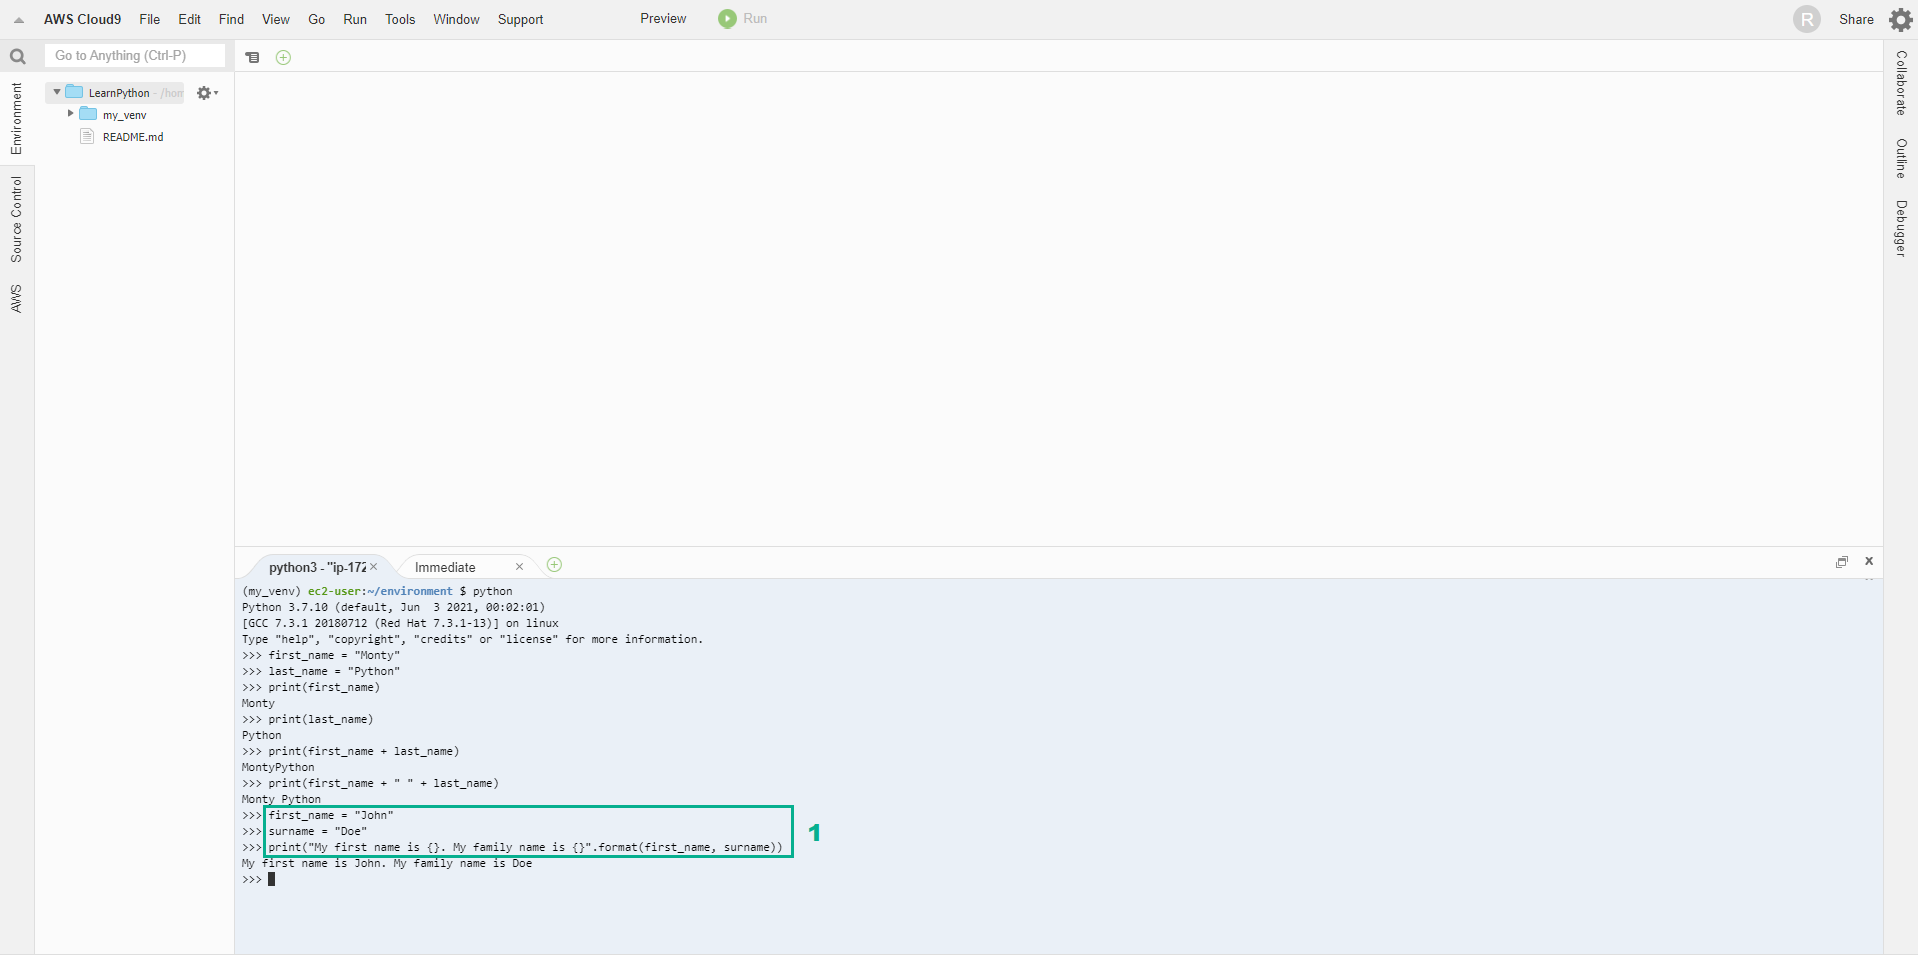 AWS Cloud9 File Edit Find View Go Run Tools Window Support Preview Run R Share
Go to Anything (Ctrl-P)
Environment
Source Control
AWS
LearnPython - /hom
my_venv
README.md
Collaborate
Outline
Debugger
python3 - "ip-172 × Immediate ×
(my_venv) ec2-user:~/environment $ python
Python 3.7.10 (default, Jun  3 2021, 00:02:01)
[GCC 7.3.1 20180712 (Red Hat 7.3.1-13)] on linux
Type "help", "copyright", "credits" or "license" for more information.
>>> first_name = "Monty"
>>> last_name = "Python"
>>> print(first_name)
Monty
>>> print(last_name)
Python
>>> print(first_name + last_name)
MontyPython
>>> print(first_name + " " + last_name)
Monty Python
>>> first_name = "John"
>>> surname = "Doe"
>>> print("My first name is {}. My family name is {}".format(first_name, surname))
My first name is John. My family name is Doe
>>>
1